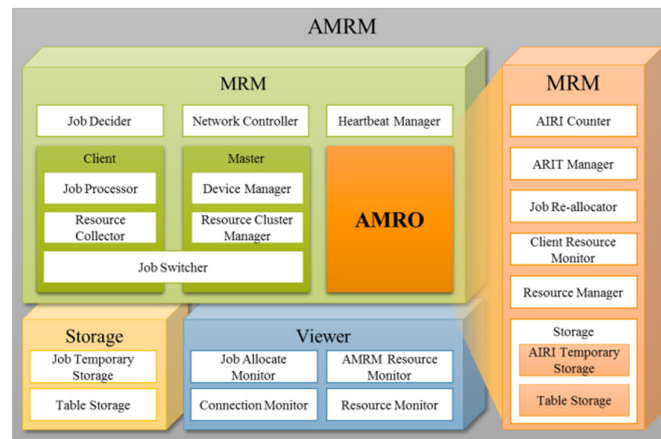 AMRM
MRM
Job Decider
Network Controller
Heartbeat Manager
Client
Job Processor
Resource
Collector
Master
Device Manager
Resource Cluster
Manager
Job Switcher
AMRO
Storage
Job Temporary
Storage
Table Storage
Viewer
Job Allocate
Monitor
AMRM Resource
Monitor
Connection Monitor
Resource Monitor
MRM
AIRI Counter
ARIT Manager
Job Re-allocator
Client Resource
Monitor
Resource Manager
Storage
AIRI Temporary
Storage
Table Storage